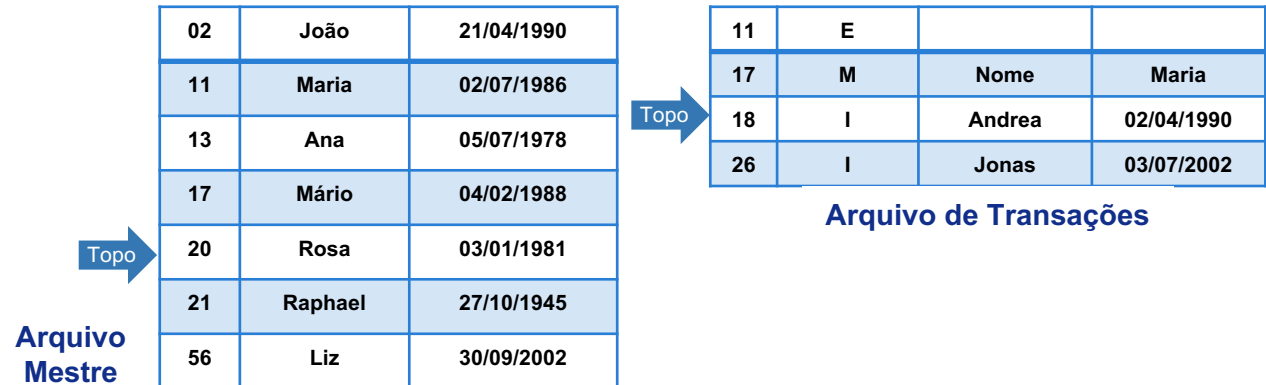 02 João 21/04/1990
11 Maria 02/07/1986
13 Ana 05/07/1978
17 Mário 04/02/1988
Topo 20 Rosa 03/01/1981
21 Raphael 27/10/1945
56 Liz 30/09/2002
Arquivo
Mestre
11 E
17 M Nome Maria
Topo 18 I Andrea 02/04/1990
26 I Jonas 03/07/2002
Arquivo de Transações